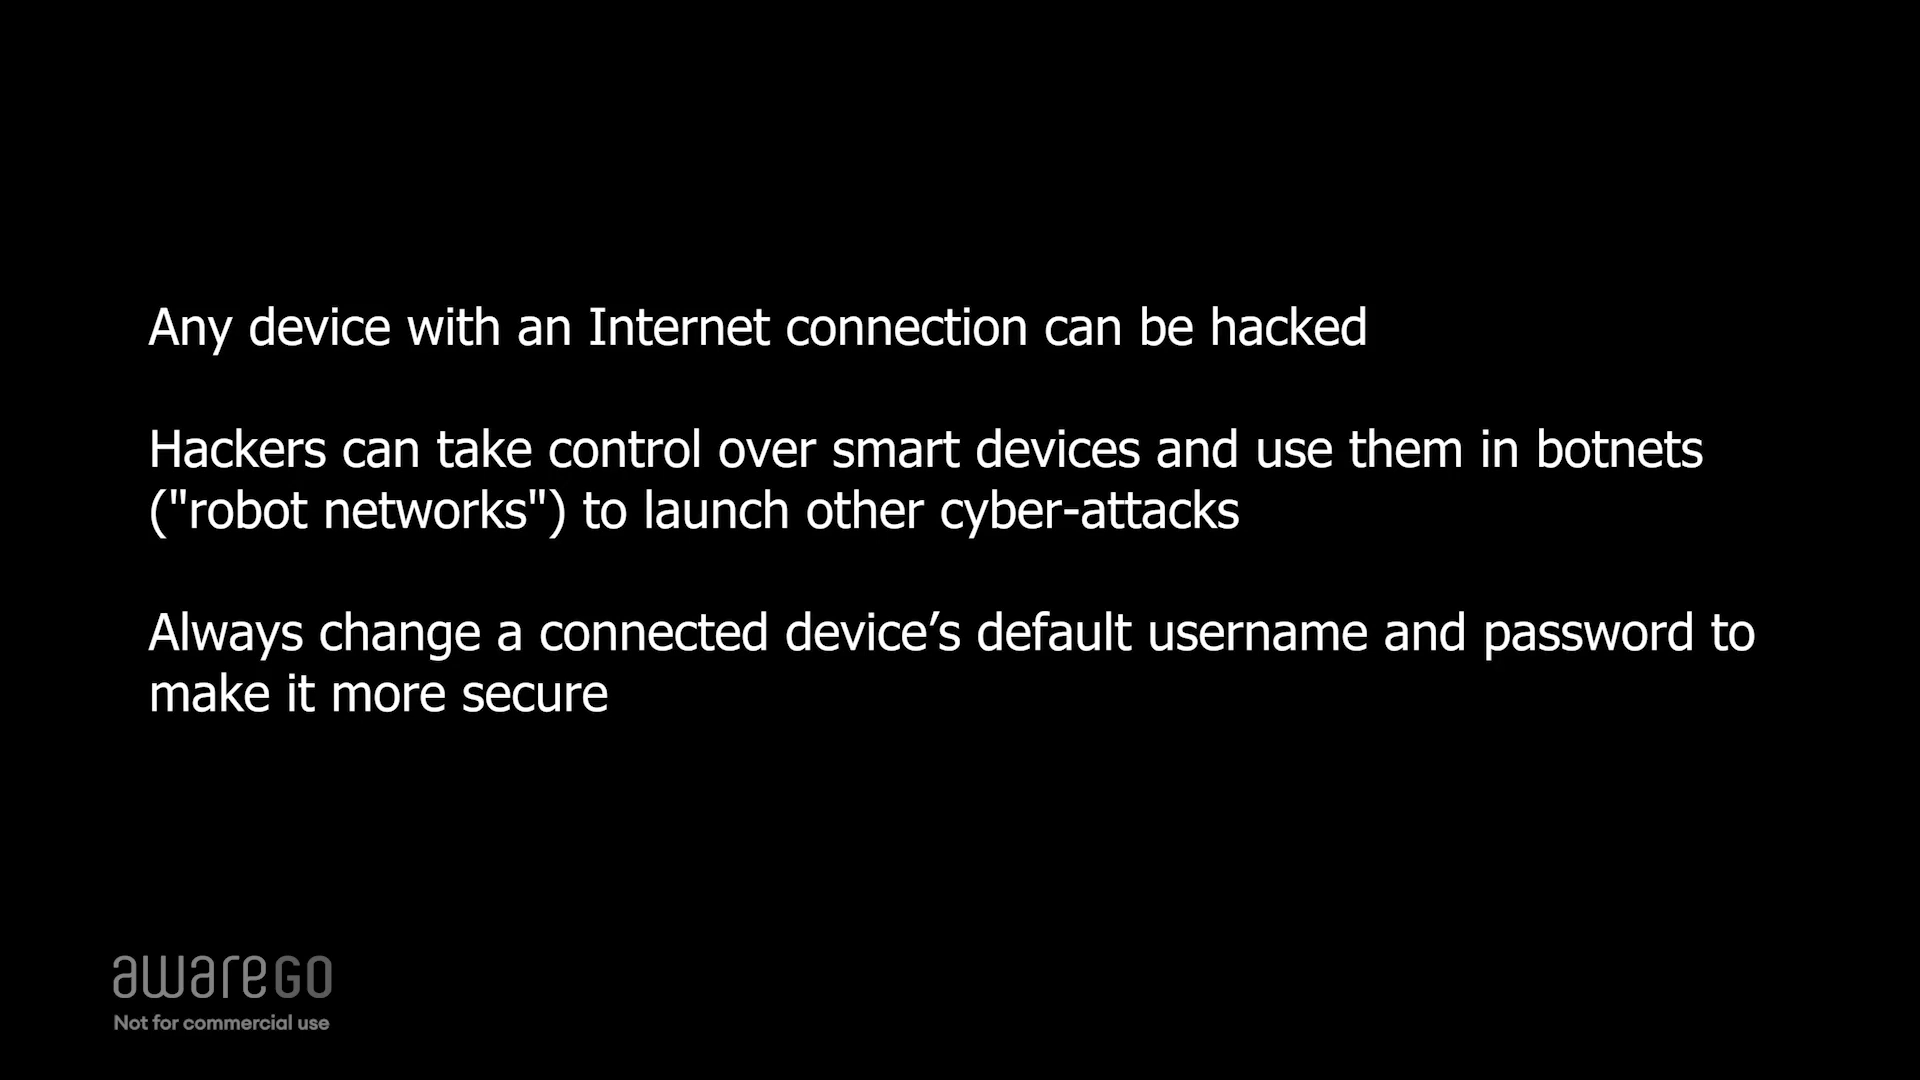 Any device with an Internet connection can be hacked
Hackers can take control over smart devices and use them in botnets
("robot networks") to launch other cyber-attacks
Always change a connected device’s default username and password to
make it more secure
awareGO
Not for commercial use